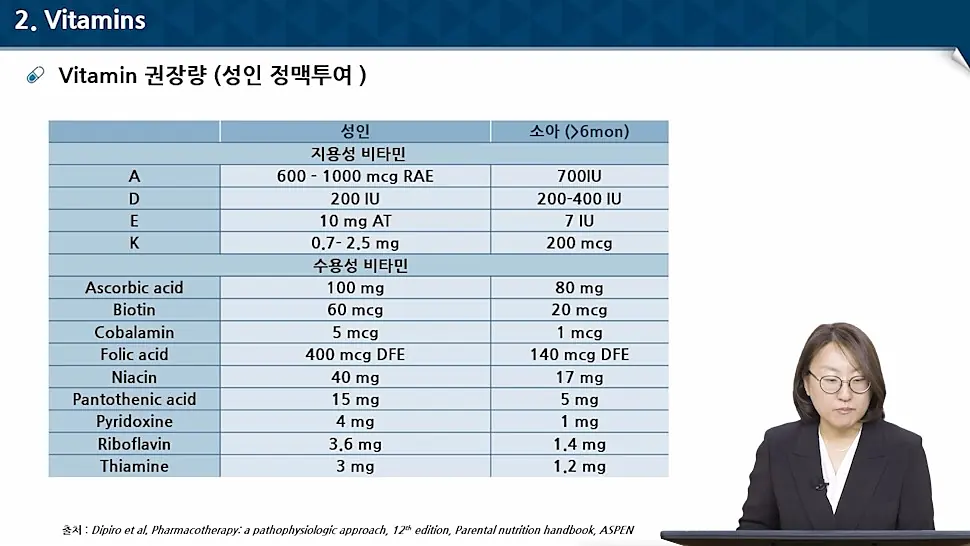 2. Vitamins
Vitamin 권장량 (성인 정맥투여 )
성인 소아 (>6mon)
지용성 비타민
A 600 - 1000 mcg RAE 700IU
D 200 IU 200-400 IU
E 10 mg AT 7 IU
K 0.7- 2.5 mg 200 mcg
수용성 비타민
Ascorbic acid 100 mg 80 mg
Biotin 60 mcg 20 mcg
Cobalamin 5 mcg 1 mcg
Folic acid 400 mcg DFE 140 mcg DFE
Niacin 40 mg 17 mg
Pantothenic acid 15 mg 5 mg
Pyridoxine 4 mg 1 mg
Riboflavin 3.6 mg 1.4 mg
Thiamine 3 mg 1.2 mg
출처 : Dipiro et al. Pharmacotherapy: a pathophysiologic approach, 12th edition, Parental nutrition handbook, ASPEN